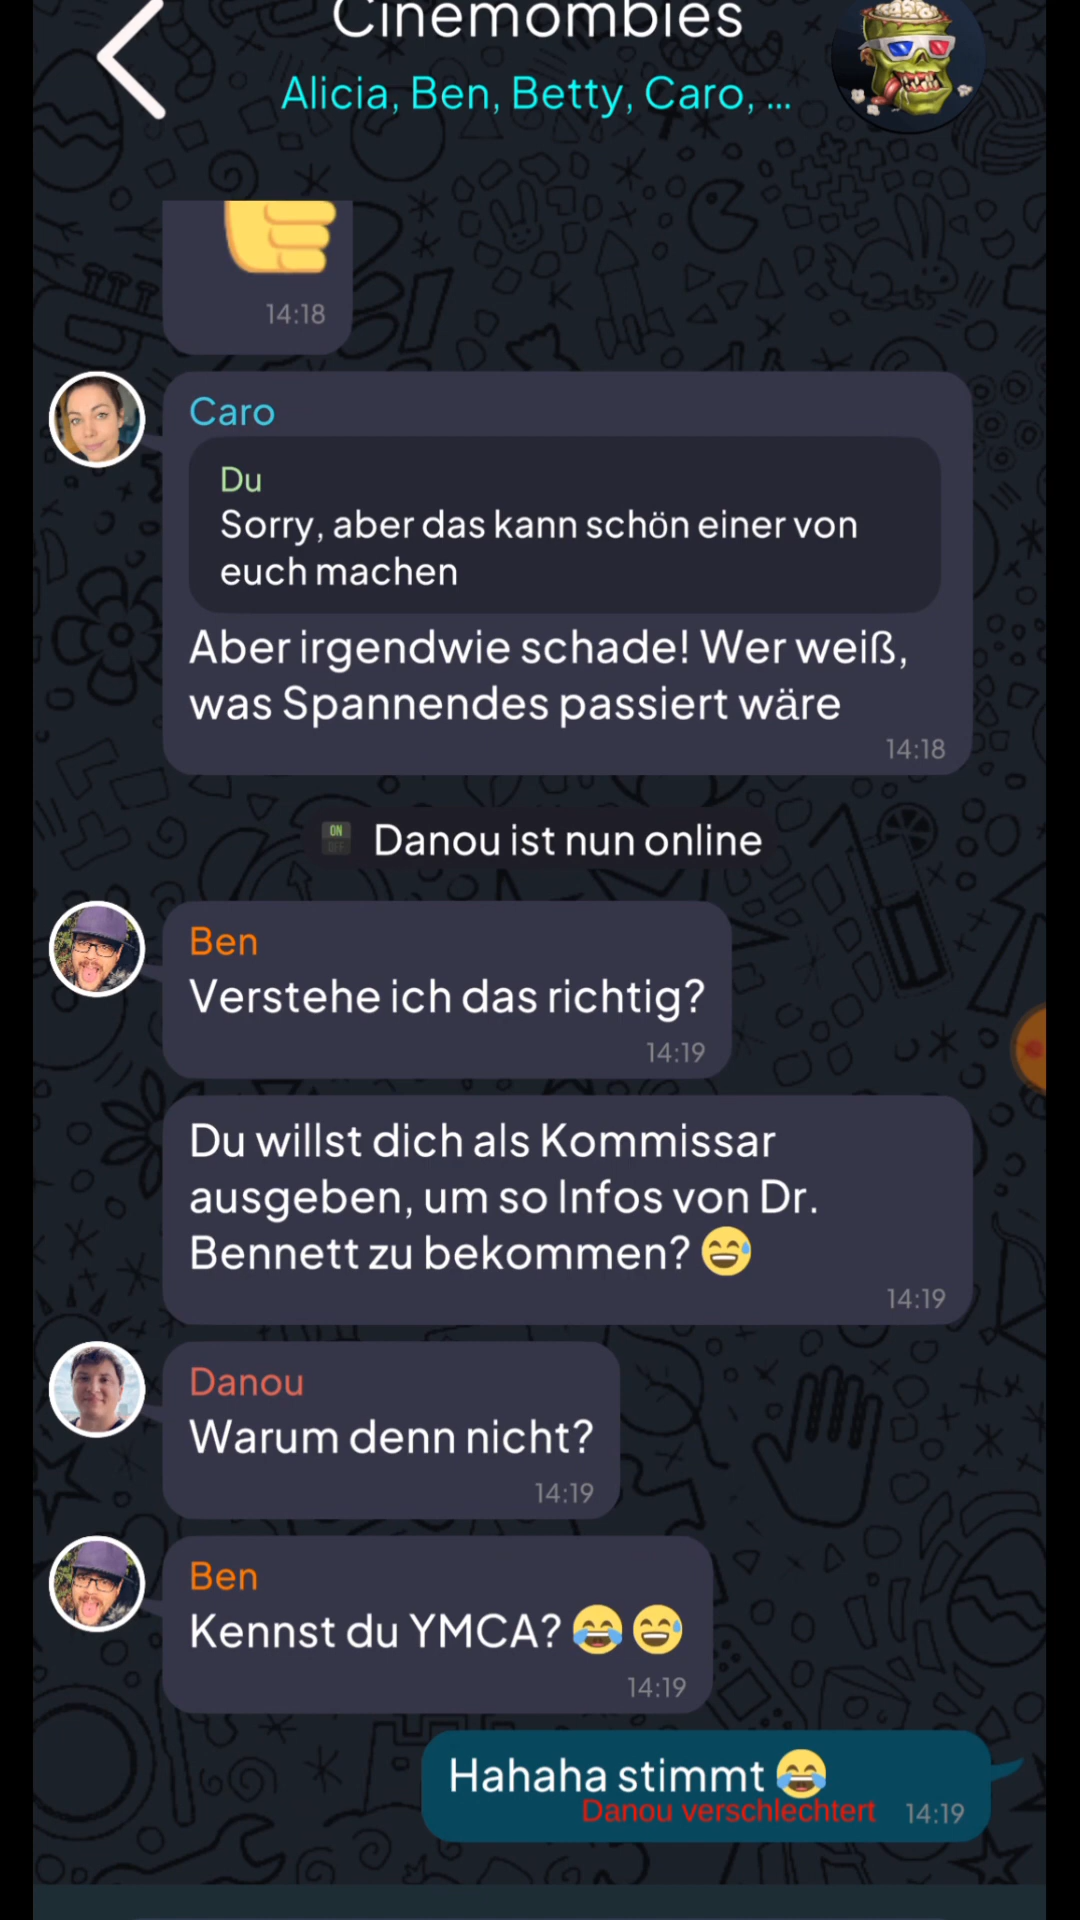 Cinemombies
Alicia, Ben, Betty, Caro, ...
14:18
Caro
Du
Sorry, aber das kann schön einer von
euch machen
Aber irgendwie schade! Wer weiß,
was Spannendes passiert wäre
14:18
ON
OFF
Danou ist nun online
Ben
Verstehe ich das richtig?
14:19
Du willst dich als Kommissar
ausgeben, um so Infos von Dr.
Bennett zu bekommen? 😅
14:19
Danou
Warum denn nicht?
14:19
Ben
Kennst du YMCA? 😂 😅
14:19
Hahaha stimmt 😂
Danou verschlechtert
14:19